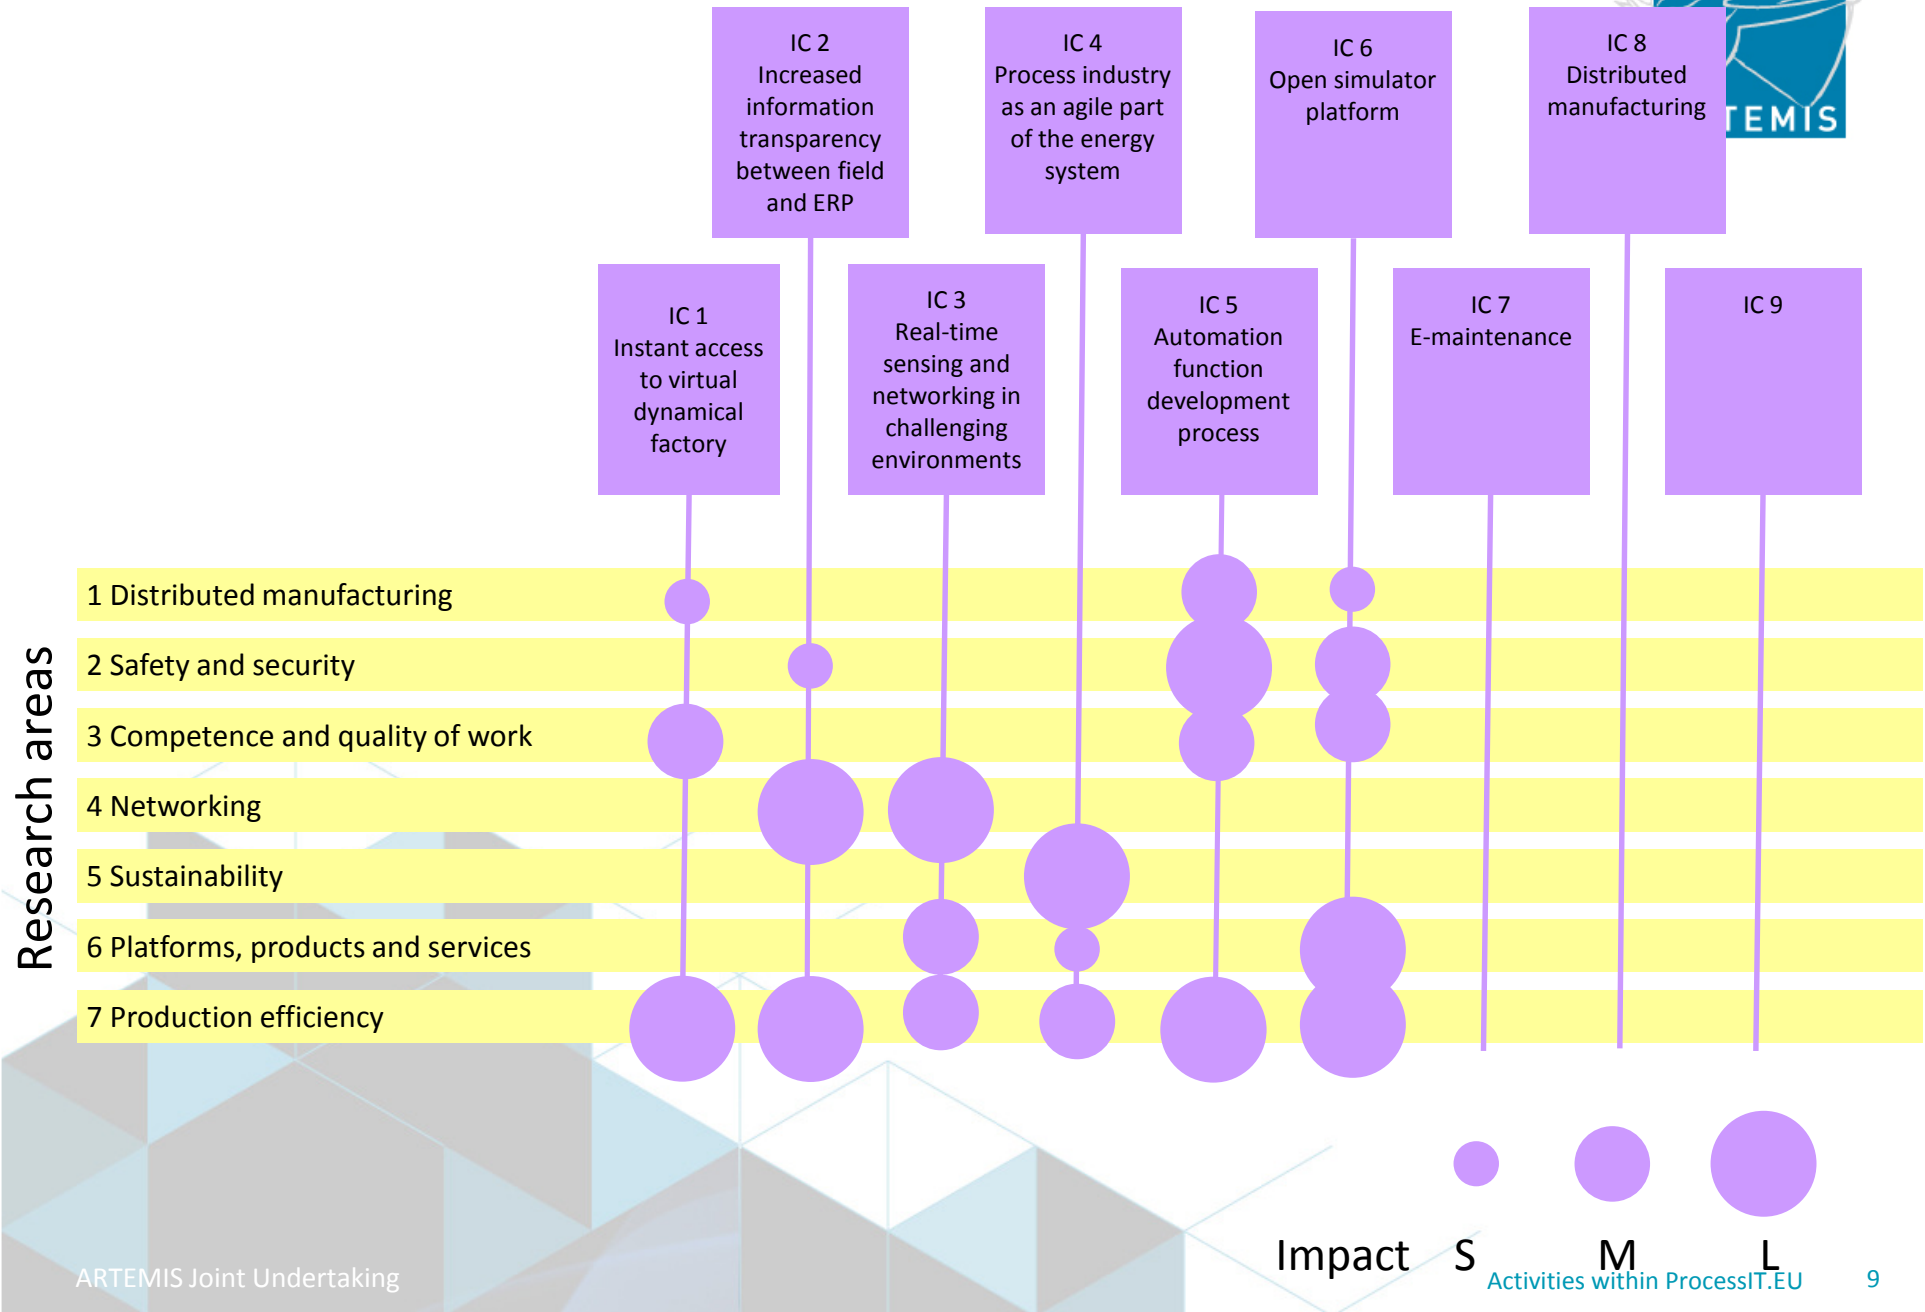 IC 2
Increased
information
transparency
between field
and ERP
IC 4
Process industry
as an agile part
of the energy
system
IC 6
Open simulator
platform
IC 8
Distributed
manufacturing
TEMIS
IC 1
Instant access
to virtual
dynamical
factory
IC 3
Real-time
sensing and
networking in
challenging
environments
IC 5
Automation
function
development
process
IC 7
E-maintenance
IC 9
Research areas
1 Distributed manufacturing
2 Safety and security
3 Competence and quality of work
4 Networking
5 Sustainability
6 Platforms, products and services
7 Production efficiency
Impact S M L
ARTEMIS Joint Undertaking
Activities within ProcessIT.EU 9